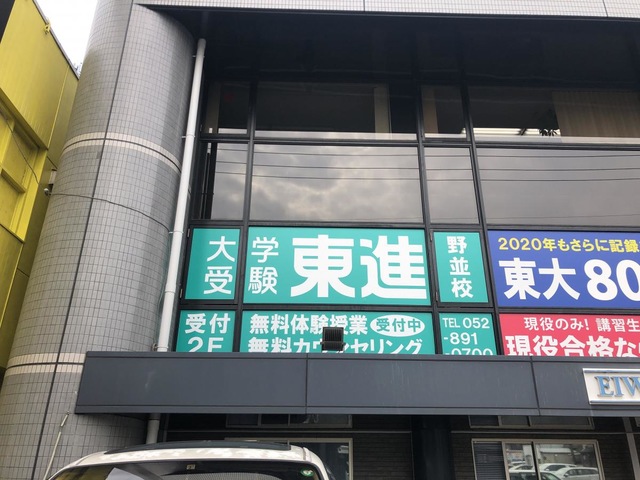 大学受験
東進
野並校
2020年もさらに記録
東大80
受付
2F
無料体験授業 受付中
無料カウンセリング
TEL 052
-891
-0700
現役のみ! 講習生
現役合格な
EIW